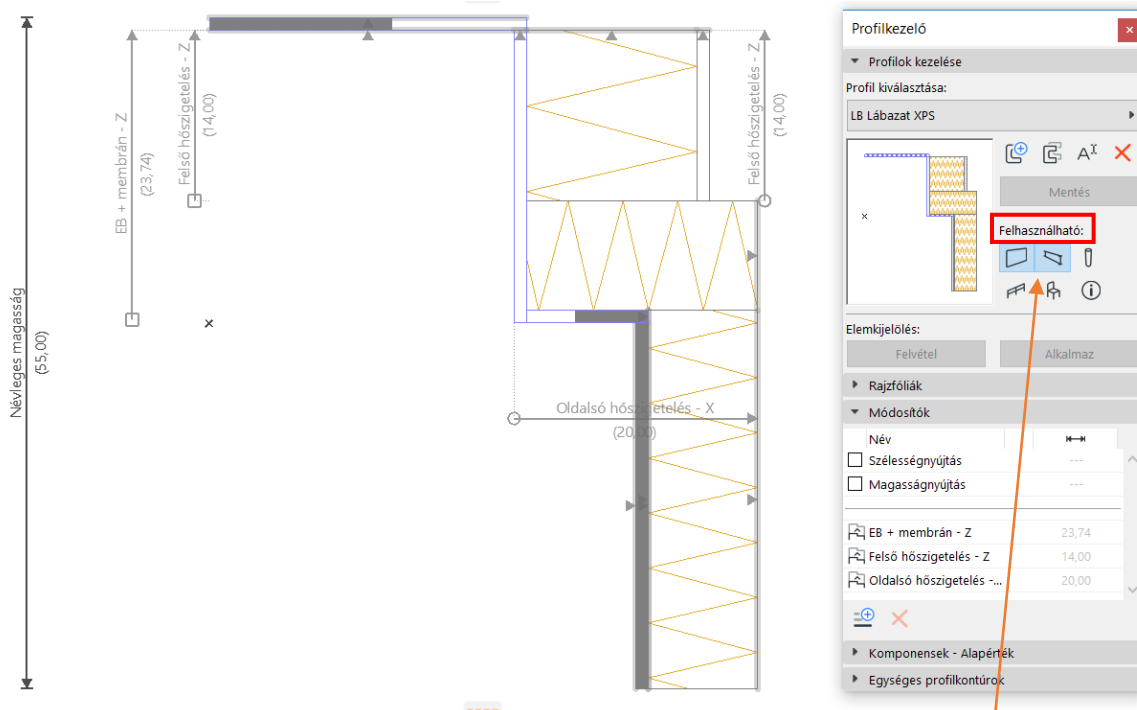 Névleges magasság
(55,00)
EB + membrán - Z
(23,74)
Felső hőszigetelés - Z
(14,00)
Felső hőszigetelés - Z
(14,00)
Oldalsó hőszigetelés - X
(20,00)
Profilkezelő
Profilok kezelése
Profil kiválasztása:
LB Lábazat XPS
Mentés
Felhasználható:
Elemkijelölés:
Felvétel
Alkalmaz
Rajzfóliák
Módosítók
Név
Szélességnyújtás ---
Magasságnyújtás ---
EB + membrán - Z 23,74
Felső hőszigetelés - Z 14,00
Oldalsó hőszigetelés -... 20,00
Komponensek - Alapérték
Egységes profilkontúrok